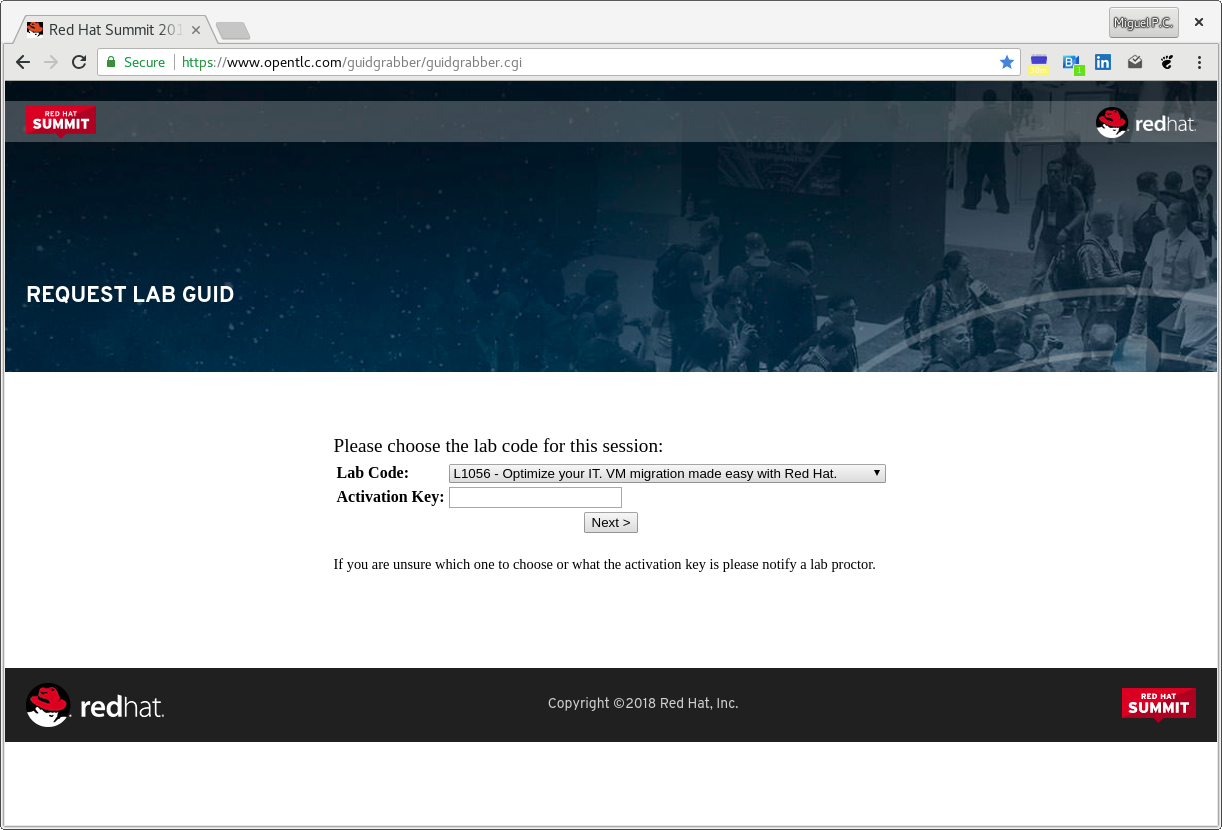 Red Hat Summit 201
Miguel P.C.
Secure
https://www.opentlc.com/guidgrabber/guidgrabber.cgi
RED HAT
SUMMIT
redhat.
REQUEST LAB GUID
Please choose the lab code for this session:
Lab Code: L1056 - Optimize your IT. VM migration made easy with Red Hat.
Activation Key:
Next >
If you are unsure which one to choose or what the activation key is please notify a lab proctor.
redhat.
Copyright ©2018 Red Hat, Inc.
RED HAT
SUMMIT